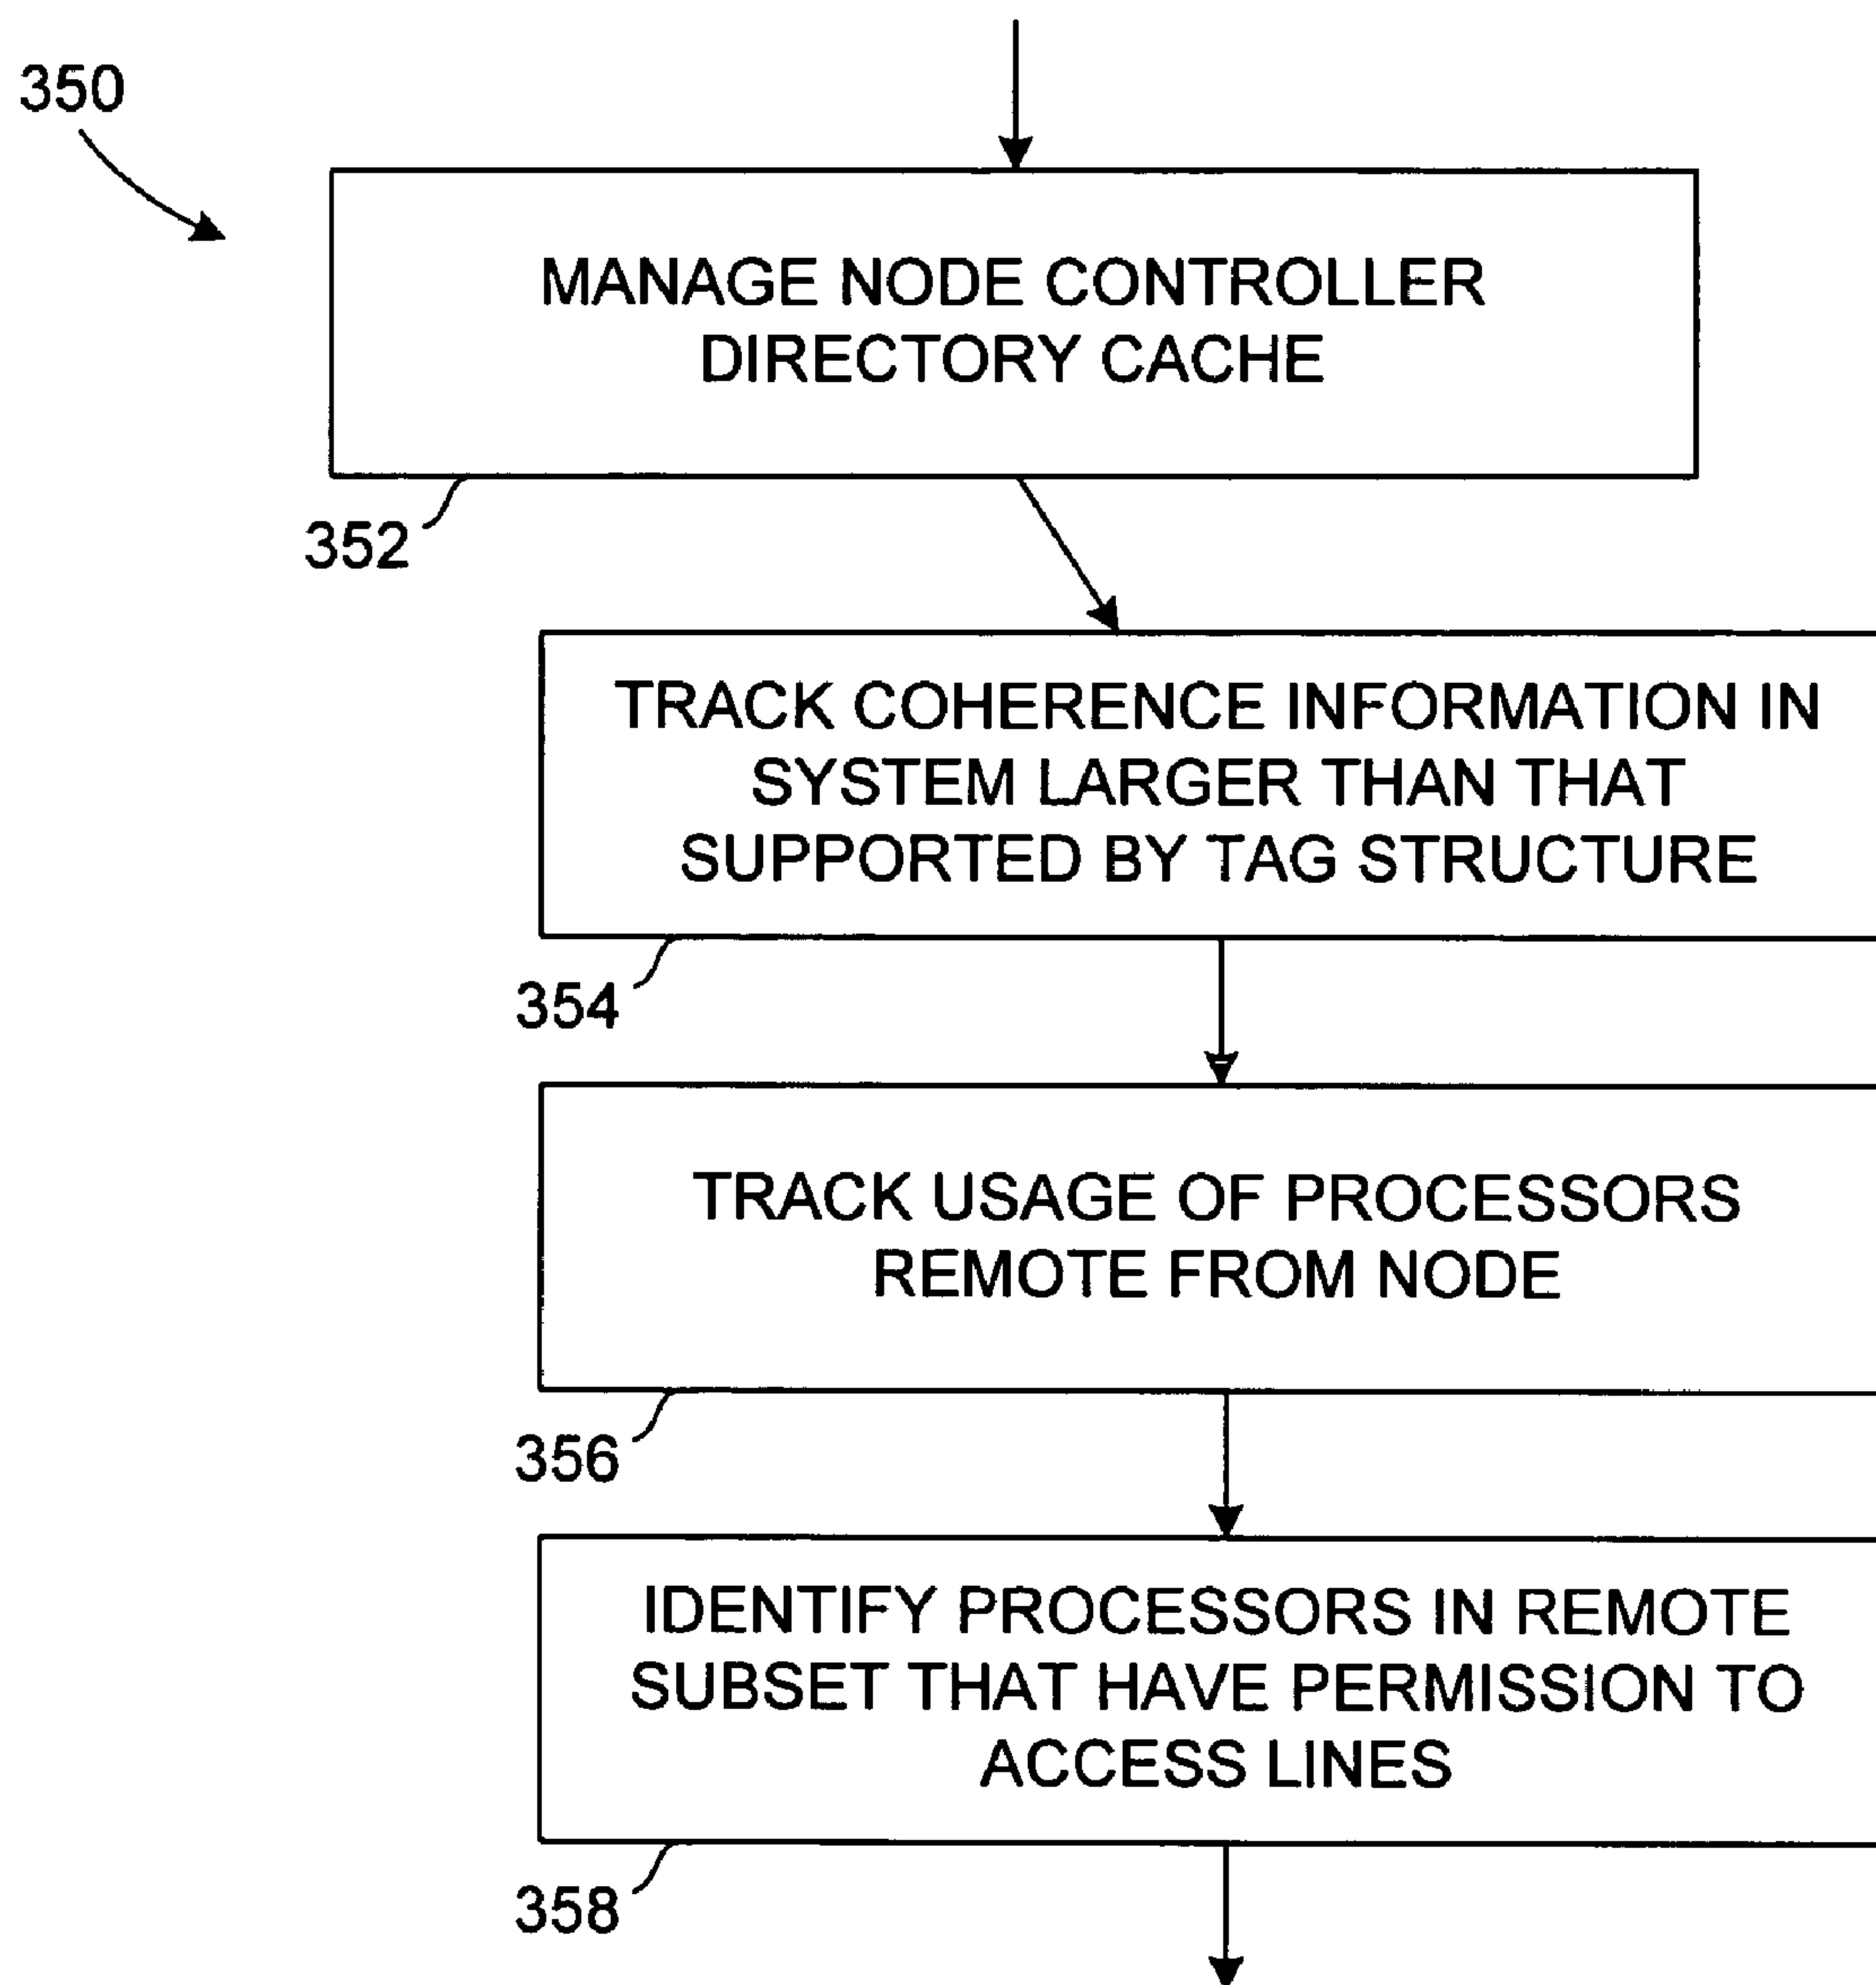 350
MANAGE NODE CONTROLLER
DIRECTORY CACHE
352
TRACK COHERENCE INFORMATION IN
SYSTEM LARGER THAN THAT
SUPPORTED BY TAG STRUCTURE
354
TRACK USAGE OF PROCESSORS
REMOTE FROM NODE
356
IDENTIFY PROCESSORS IN REMOTE
SUBSET THAT HAVE PERMISSION TO
ACCESS LINES
358